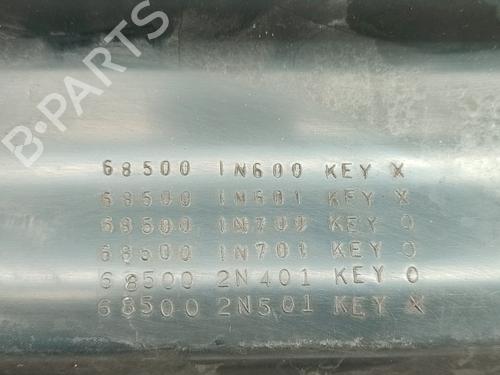 B-PARTS
68500 1N600 KEY X
68500 1N601 KEY X
68500 1N700 KEY O
68500 1N701 KEY O
68500 2N401 KEY O
68500 2N501 KEY X